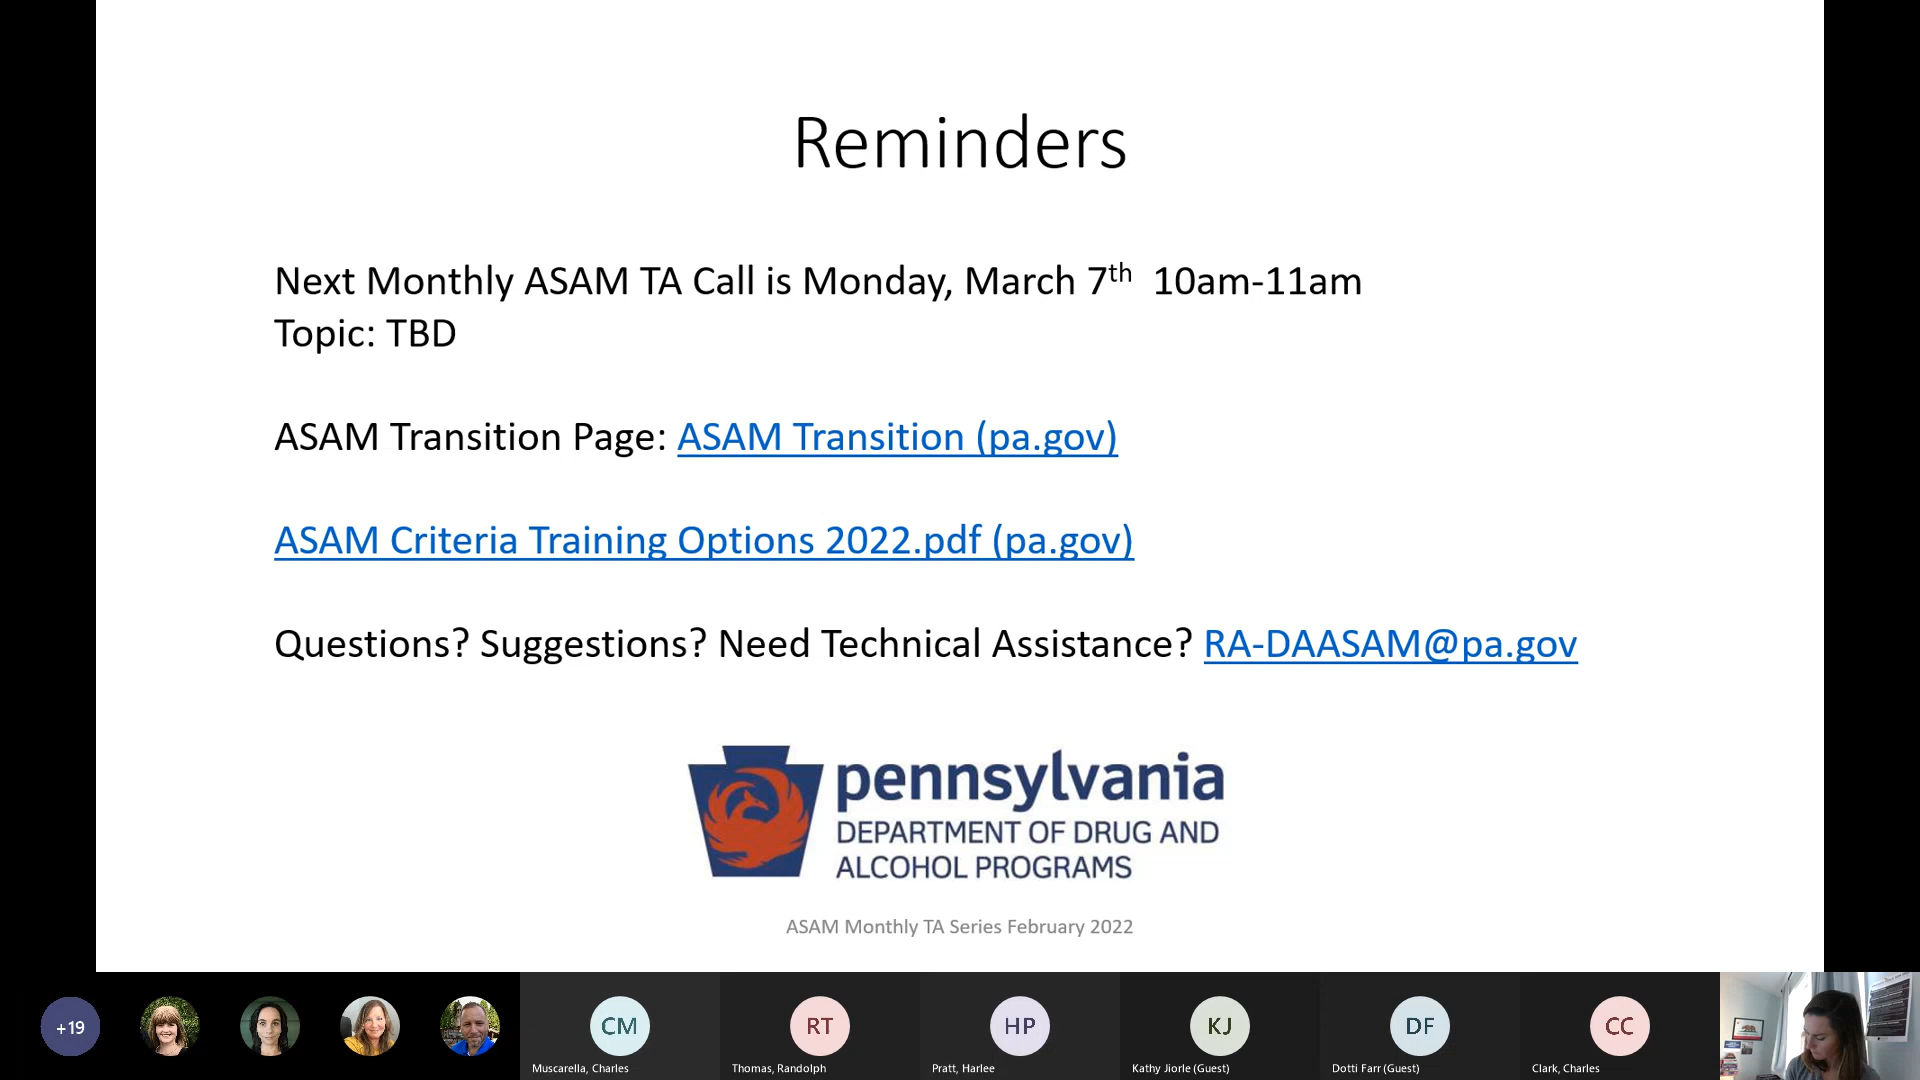 Reminders
Next Monthly ASAM TA Call is Monday, March 7th 10am-11am
Topic: TBD
ASAM Transition Page: ASAM Transition (pa.gov)
ASAM Criteria Training Options 2022.pdf (pa.gov)
Questions? Suggestions? Need Technical Assistance? RA-DAASAM@pa.gov
pennsylvania
DEPARTMENT OF DRUG AND
ALCOHOL PROGRAMS
ASAM Monthly TA Series February 2022
+19
CM
RT
HP
KJ
DF
CC
Muscarella, Charles
Thomas, Randolph
Pratt, Harlee
Kathy Jiorle (Guest)
Dotti Farr (Guest)
Clark, Charles